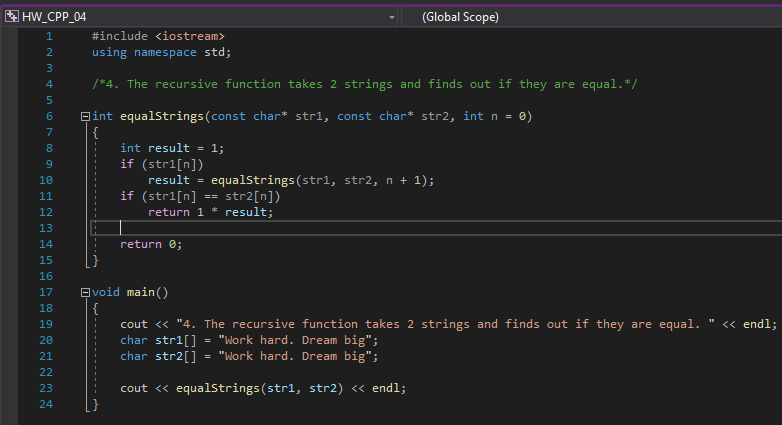 HW_CPP_04 (Global Scope)
1 #include <iostream>
2 using namespace std;
3
4 /*4. The recursive function takes 2 strings and finds out if they are equal.*/
5
6 int equalStrings(const char* str1, const char* str2, int n = 0)
7 {
8 int result = 1;
9 if (str1[n])
10 result = equalStrings(str1, str2, n + 1);
11 if (str1[n] == str2[n])
12 return 1 * result;
13
14 return 0;
15 }
16
17 void main()
18 {
19 cout << "4. The recursive function takes 2 strings and finds out if they are equal. " << endl;
20 char str1[] = "Work hard. Dream big";
21 char str2[] = "Work hard. Dream big";
22
23 cout << equalStrings(str1, str2) << endl;
24 }